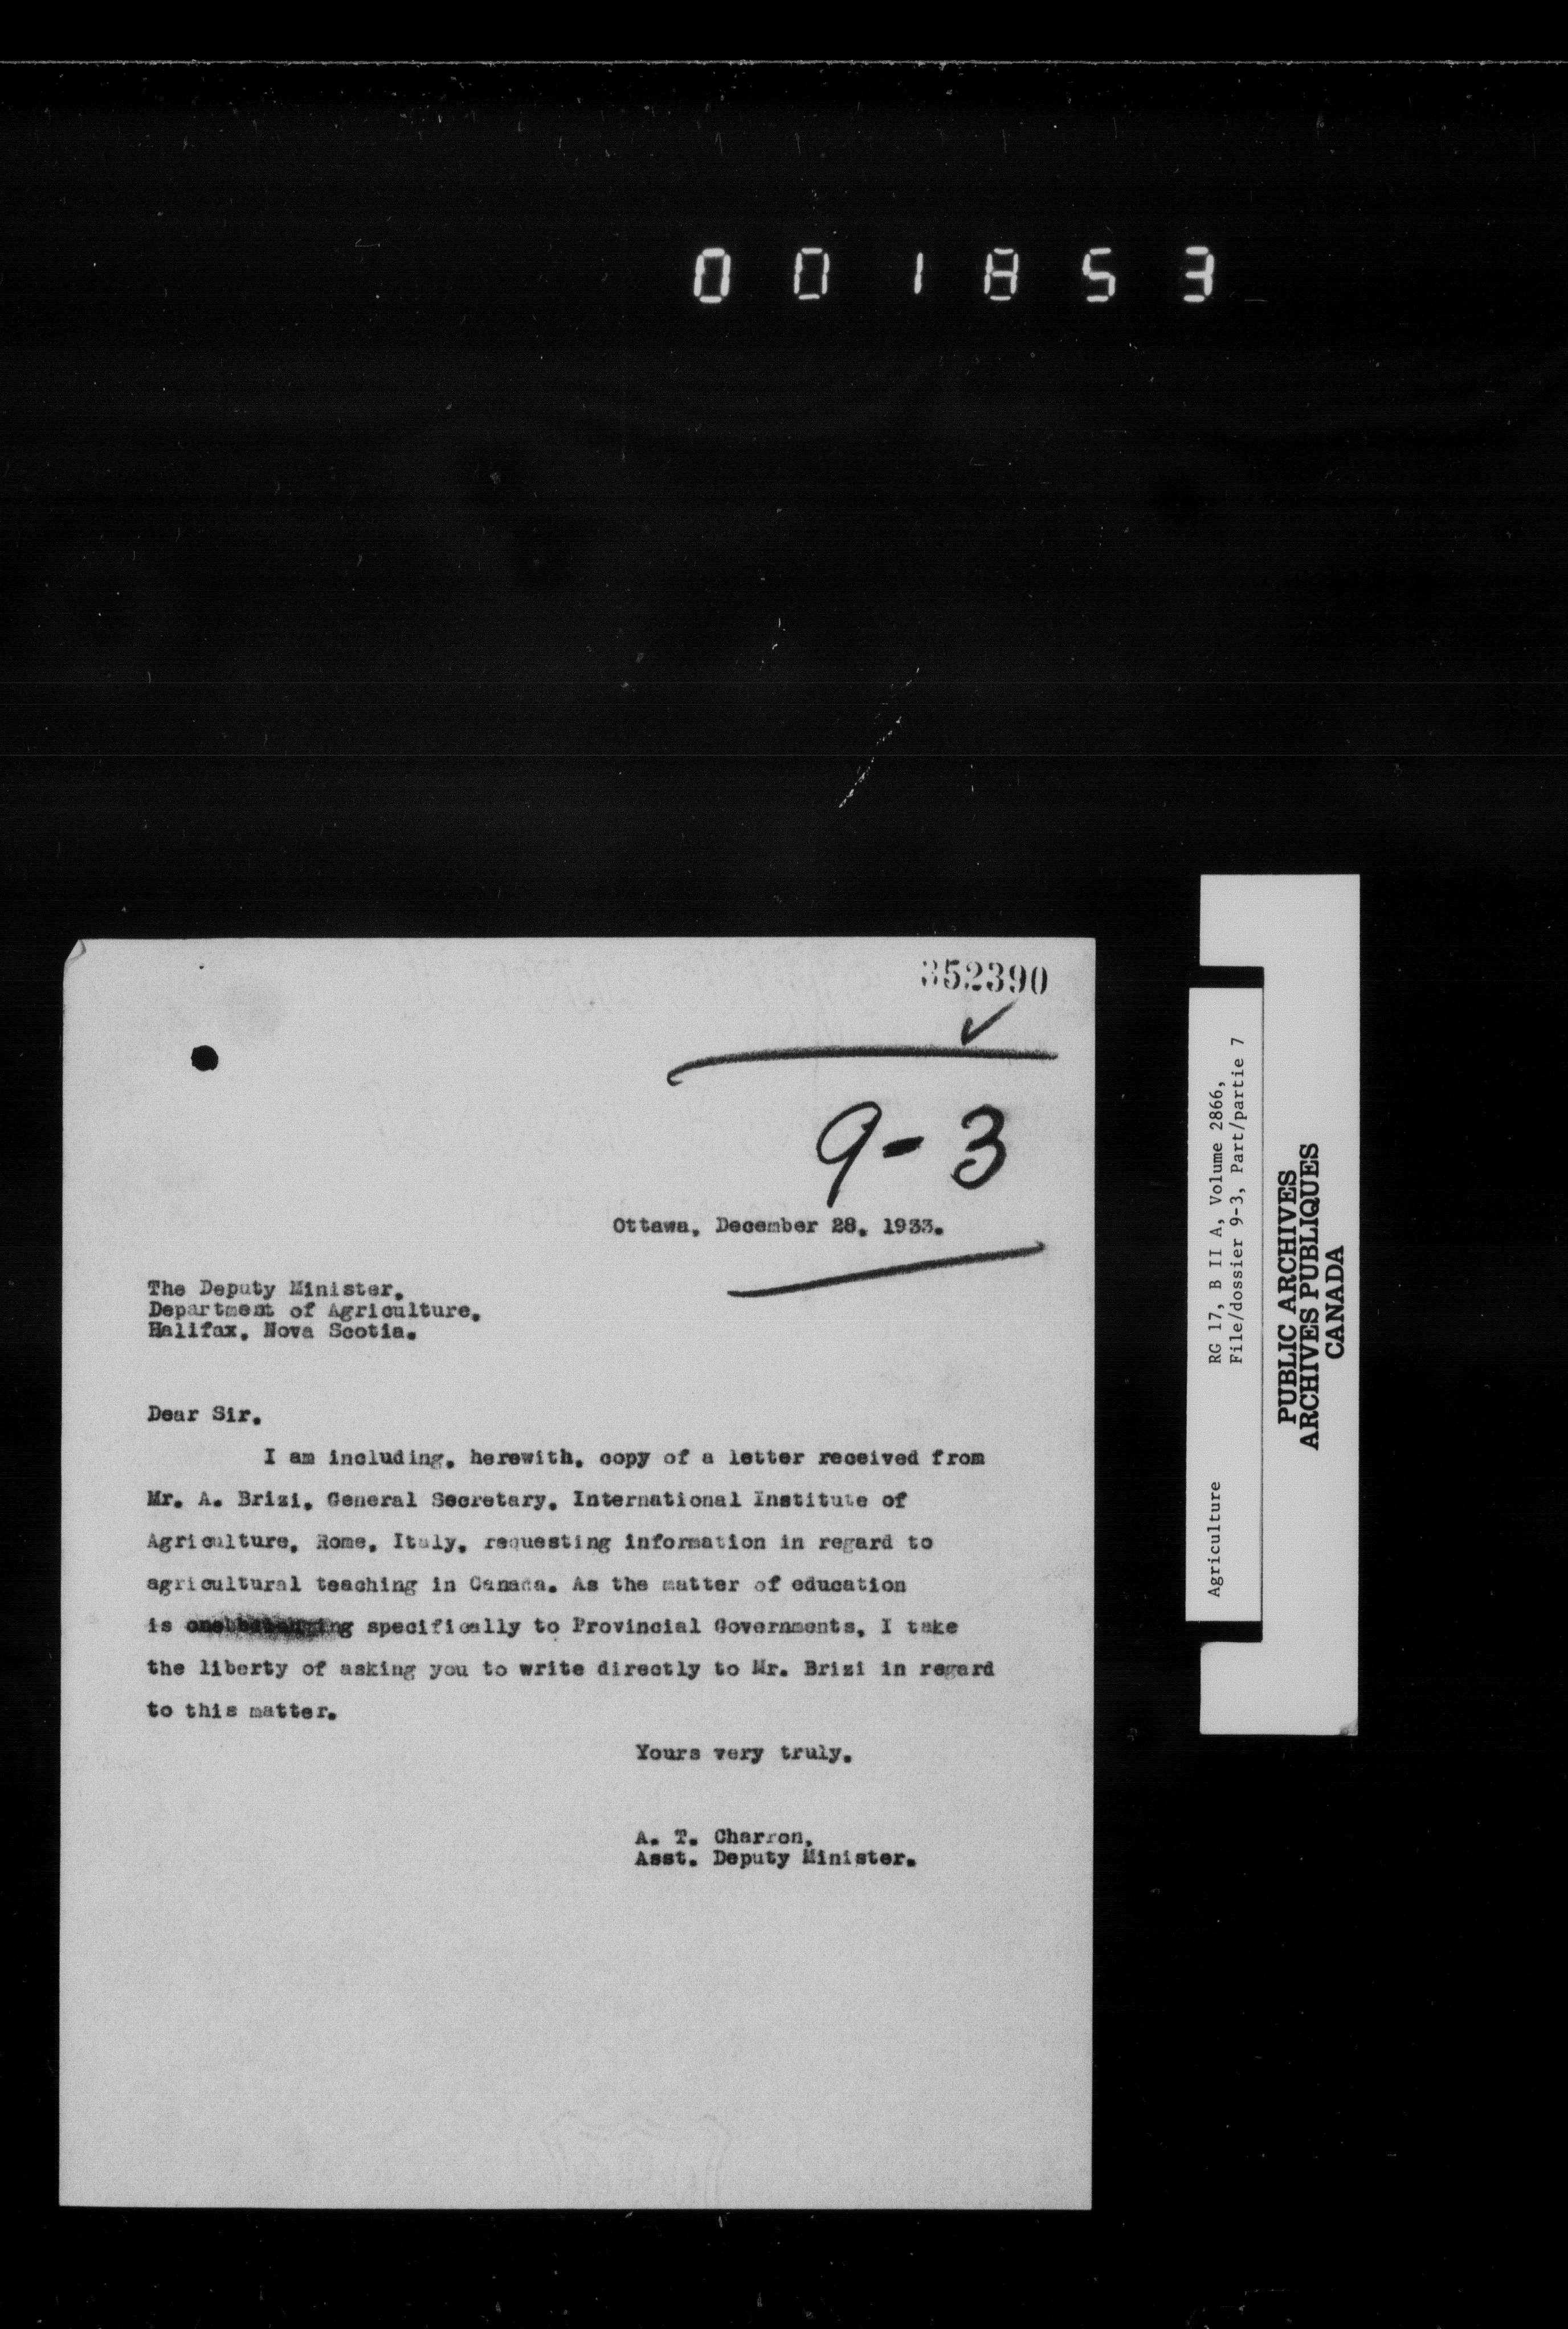 001853
352390
9-3
Ottawa, December 28, 1933.
The Deputy Minister,
Department of Agriculture,
Halifax, Nova Scotia.
Dear Sir,
I am including, herewith, copy of a letter received from
Mr. A. Brizi, General Secretary, International Institute of
Agriculture, Rome, Italy, requesting information in regard to
agricultural teaching in Canada. As the matter of education
is one specifically to Provincial Governments, I take
the liberty of asking you to write directly to Mr. Brizi in regard
to this matter.
Yours very truly,
A. T. Charron,
Asst. Deputy Minister.
Agriculture RG 17, B II A, Volume 2866,
File/dossier 9-3, Part/partie 7
PUBLIC ARCHIVES
ARCHIVES PUBLIQUES
CANADA